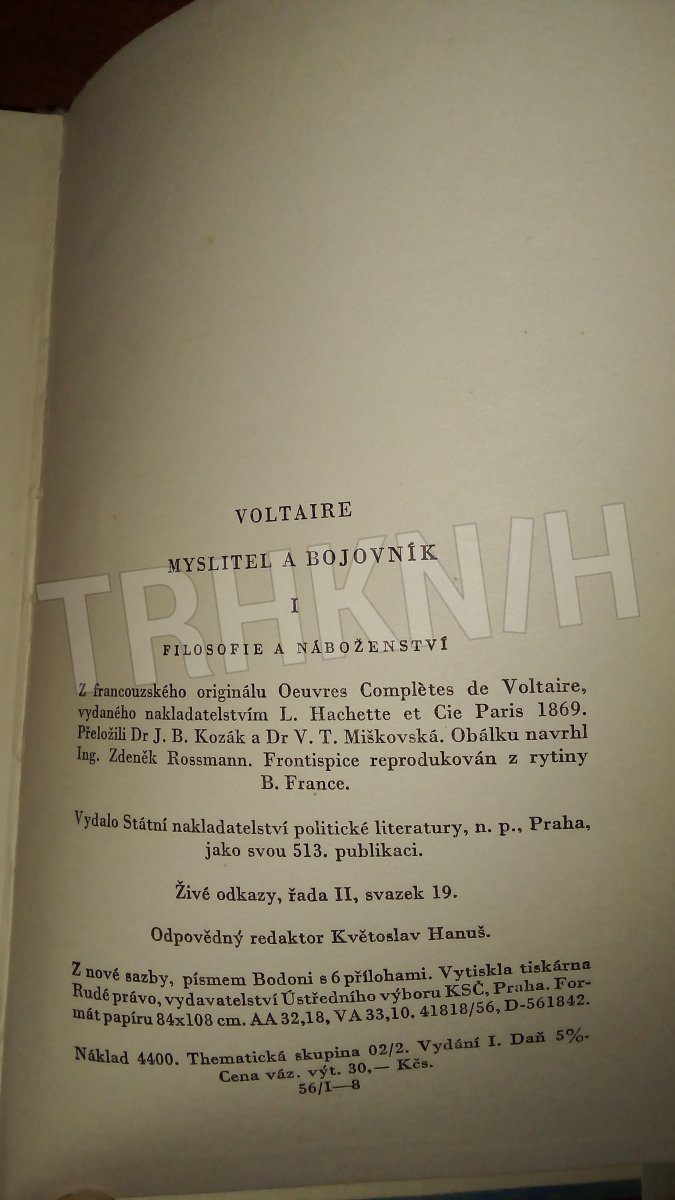 VOLTAIRE
MYSLITEL A BOJOVNÍK
I
FILOSOFIE A NÁBOŽENSTVÍ
TRHKNIH
Z francouzského originálu Oeuvres Complètes de Voltaire,
vydaného nakladatelstvím L. Hachette et Cie Paris 1869.
Přeložili Dr J. B. Kozák a Dr V. T. Miškovská. Obálku navrhl
Ing. Zdeněk Rossmann. Frontispice reprodukován z rytiny
B. France.
Vydalo Státní nakladatelství politické literatury, n. p., Praha,
jako svou 513. publikaci.
Živé odkazy, řada II, svazek 19.
Odpovědný redaktor Květoslav Hanuš.
Z nové sazby, písmem Bodoni s 6 přílohami. Vytiskla tiskárna
Rudé právo, vydavatelství Ústředního výboru KSČ, Praha. For-
mát papíru 84x108 cm. AA 32,18, VA 33,10. 41818/56, D-561842.
Náklad 4400. Thematická skupina 02/2. Vydání I. Daň 5%.
Cena váz. výt. 30,— Kčs.
56/I—8